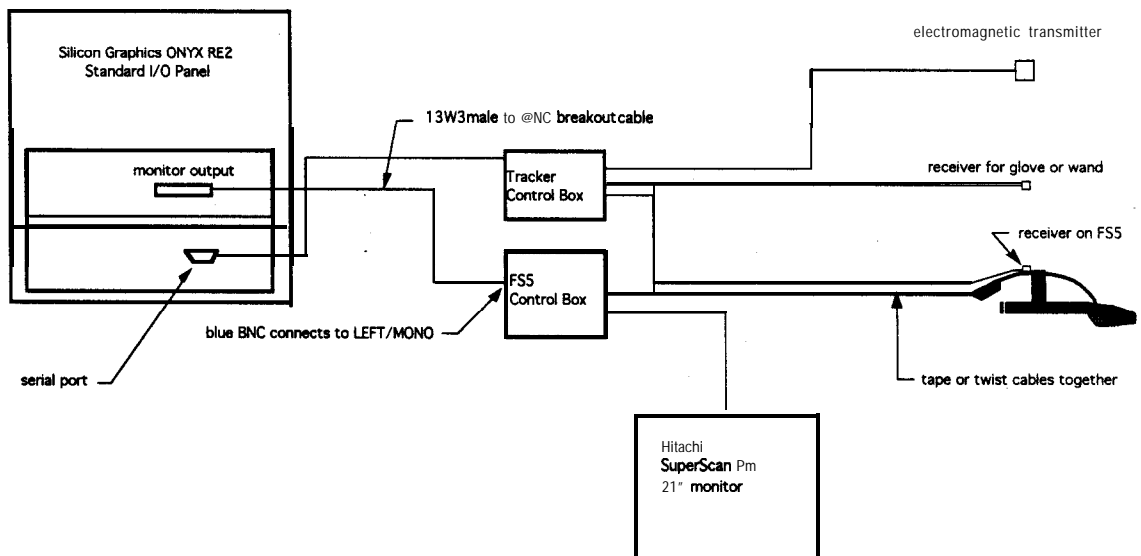 electromagnetic transmitter
Silicon Graphics ONYX RE2
Standard I/O Panel
13W3male to @NC breakoutcable
monitor output
Tracker
Control Box
receiver for glove or wand
receiver on FS5
FS5
Control Box
blue BNC connects to LEFT/MONO
serial port
tape or twist cables together
Hitachi
SuperScan Pm
21" monitor